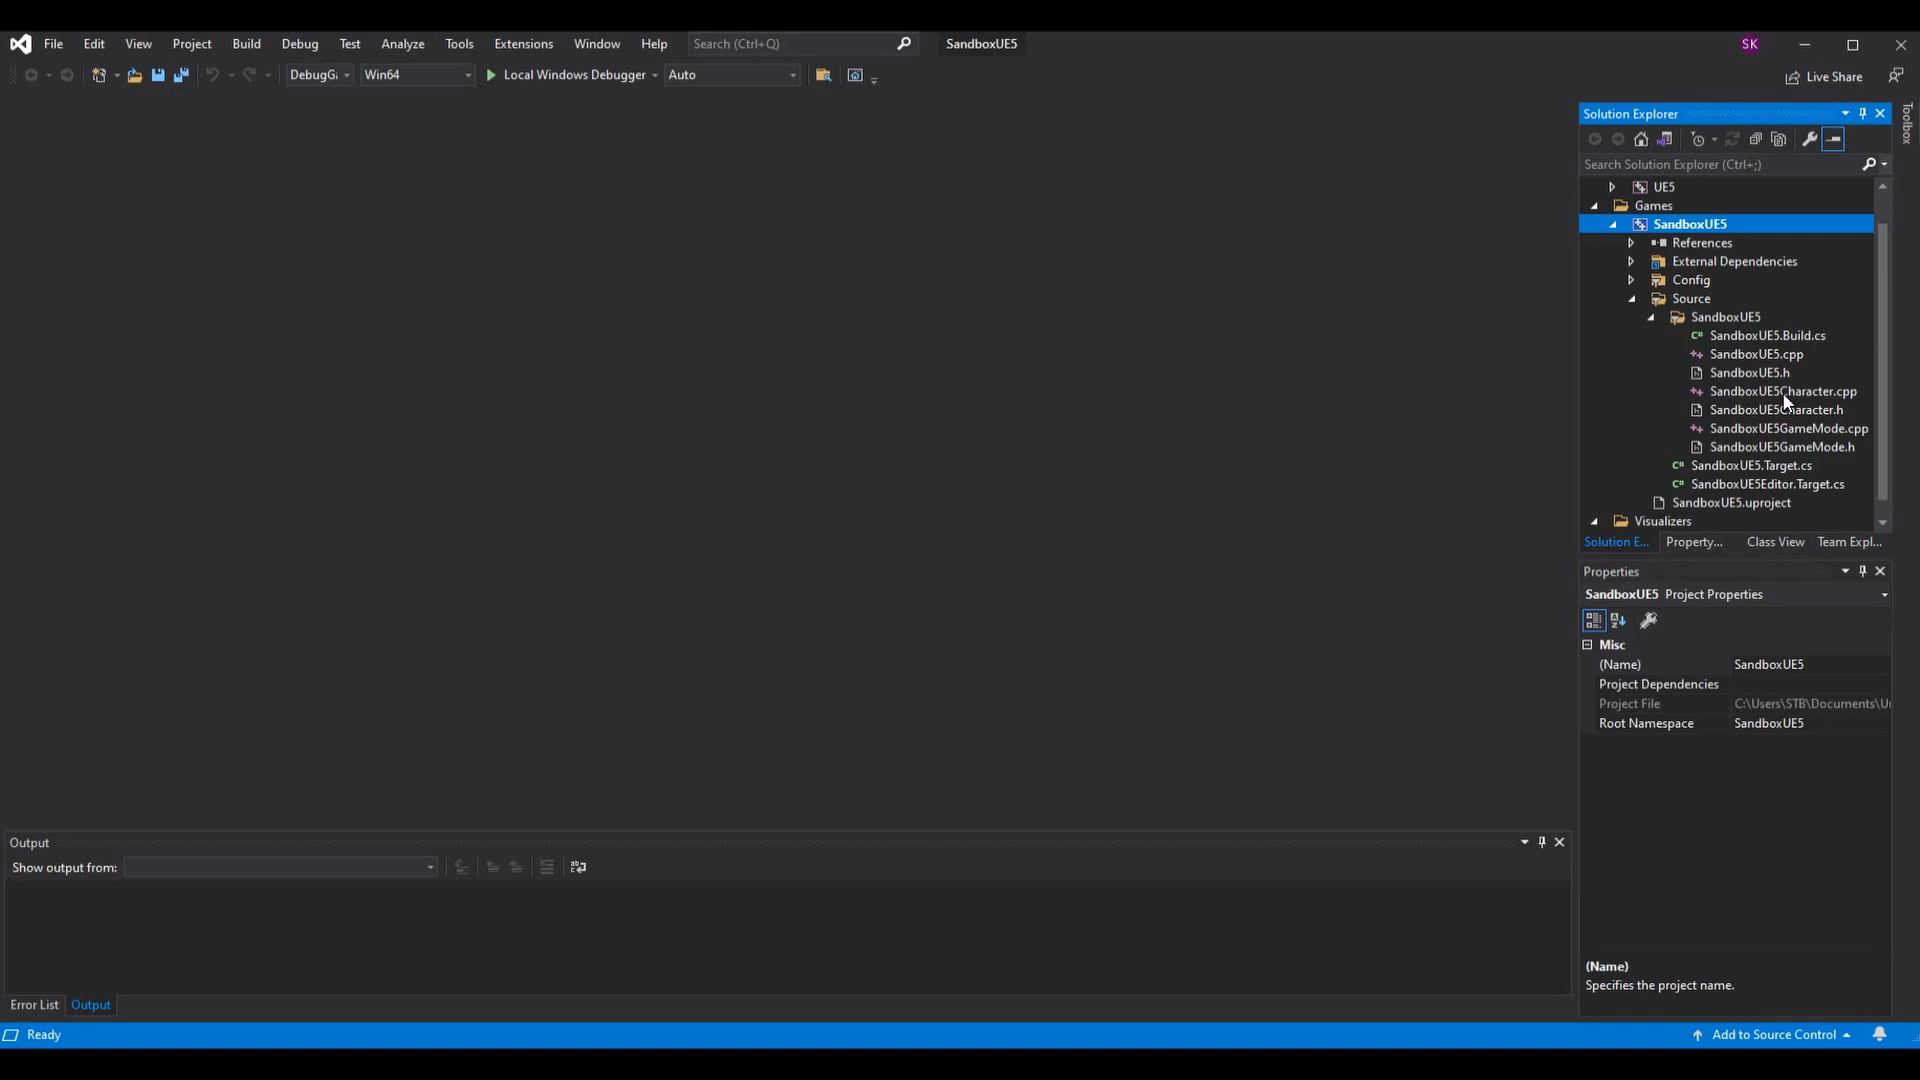 File Edit View Project Build Debug Test Analyze Tools Extensions Window Help Search (Ctrl+Q) SandboxUE5 SK
Win64 Local Windows Debugger Auto Live Share
Toolbox
Solution Explorer
Search Solution Explorer (Ctrl+;)
UE5
Games
SandboxUE5
References
External Dependencies
Config
Source
SandboxUE5
SandboxUE5.Build.cs
SandboxUE5.cpp
SandboxUE5.h
SandboxUE5Character.cpp
SandboxUE5Character.h
SandboxUE5GameMode.cpp
SandboxUE5GameMode.h
SandboxUE5.Target.cs
SandboxUE5Editor.Target.cs
SandboxUE5.uproject
Visualizers
Solution E... Property... Class View Team Expl...
Properties
SandboxUE5 Project Properties
Misc
(Name) SandboxUE5
Project Dependencies
Project File C:\Users\STB\Documents\U
Root Namespace SandboxUE5
(Name)
Specifies the project name.
Output
Show output from:
Error List Output
Ready Add to Source Control